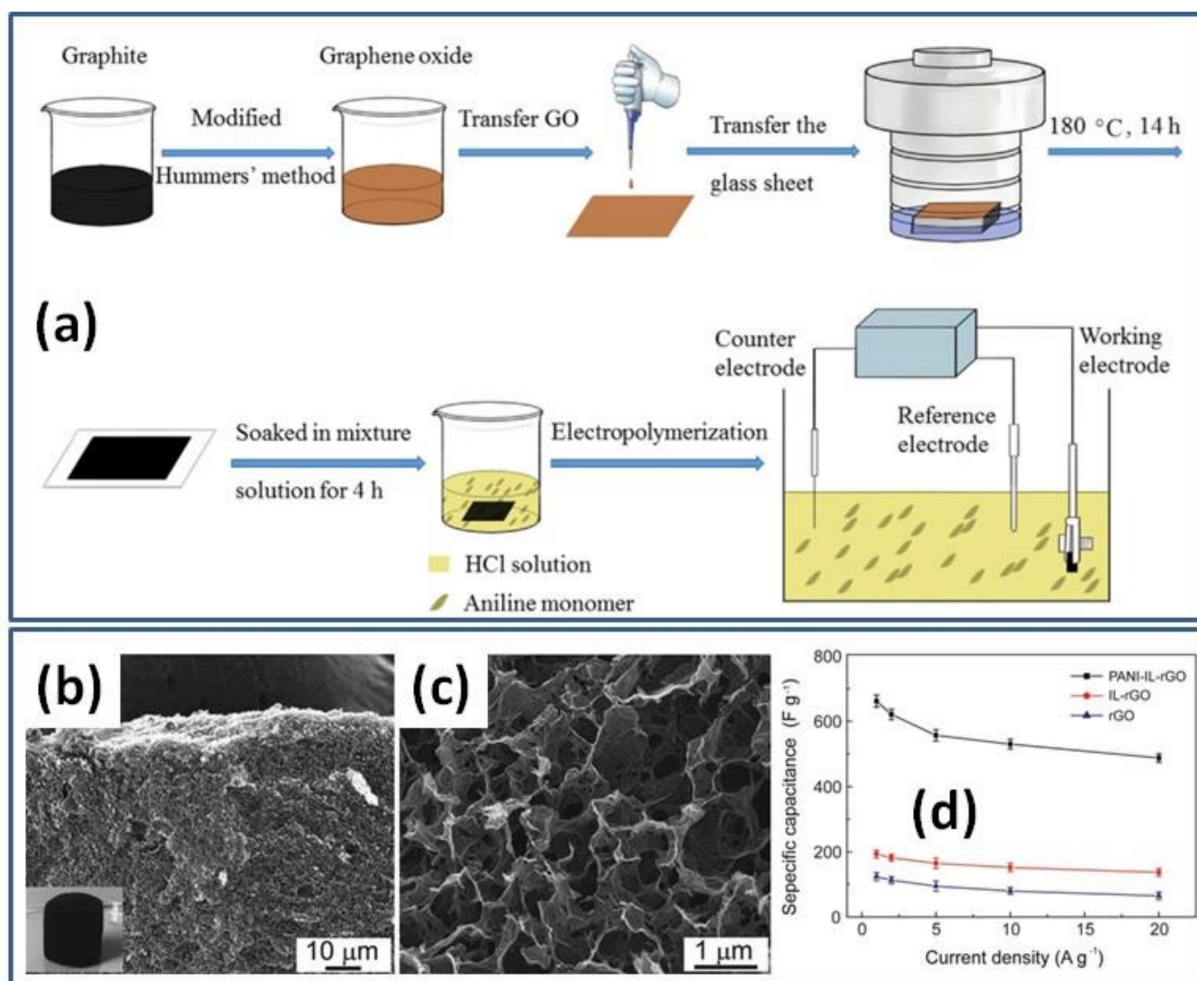 Graphite
Modified
Hummers' method
Graphene oxide
Transfer GO
Transfer the
glass sheet
180 °C, 14 h
(a)
Soaked in mixture
solution for 4 h
HCl solution
Aniline monomer
Electropolymerization
Counter
electrode
Reference
electrode
Working
electrode
(b)
10 μm
(c)
1 μm
(d)
800
600
400
200
0
Sepecific capacitance (F g⁻¹)
PANI-IL-rGO
IL-rGO
rGO
0 5 10 15 20
Current density (A g⁻¹)